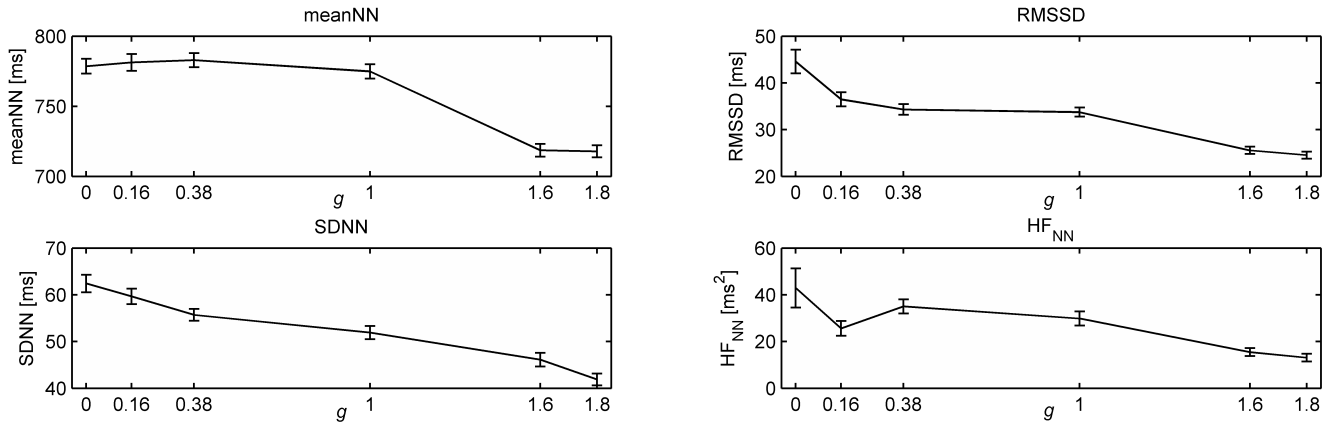 meanNN
meanNN [ms]
800
750
700
0 0.16 0.38 1 1.6 1.8
g
RMSSD
RMSSD [ms]
50
40
30
20
0 0.16 0.38 1 1.6 1.8
g
SDNN
SDNN [ms]
70
60
50
40
0 0.16 0.38 1 1.6 1.8
g
HF_NN
HF_NN [ms²]
60
40
20
0
0 0.16 0.38 1 1.6 1.8
g